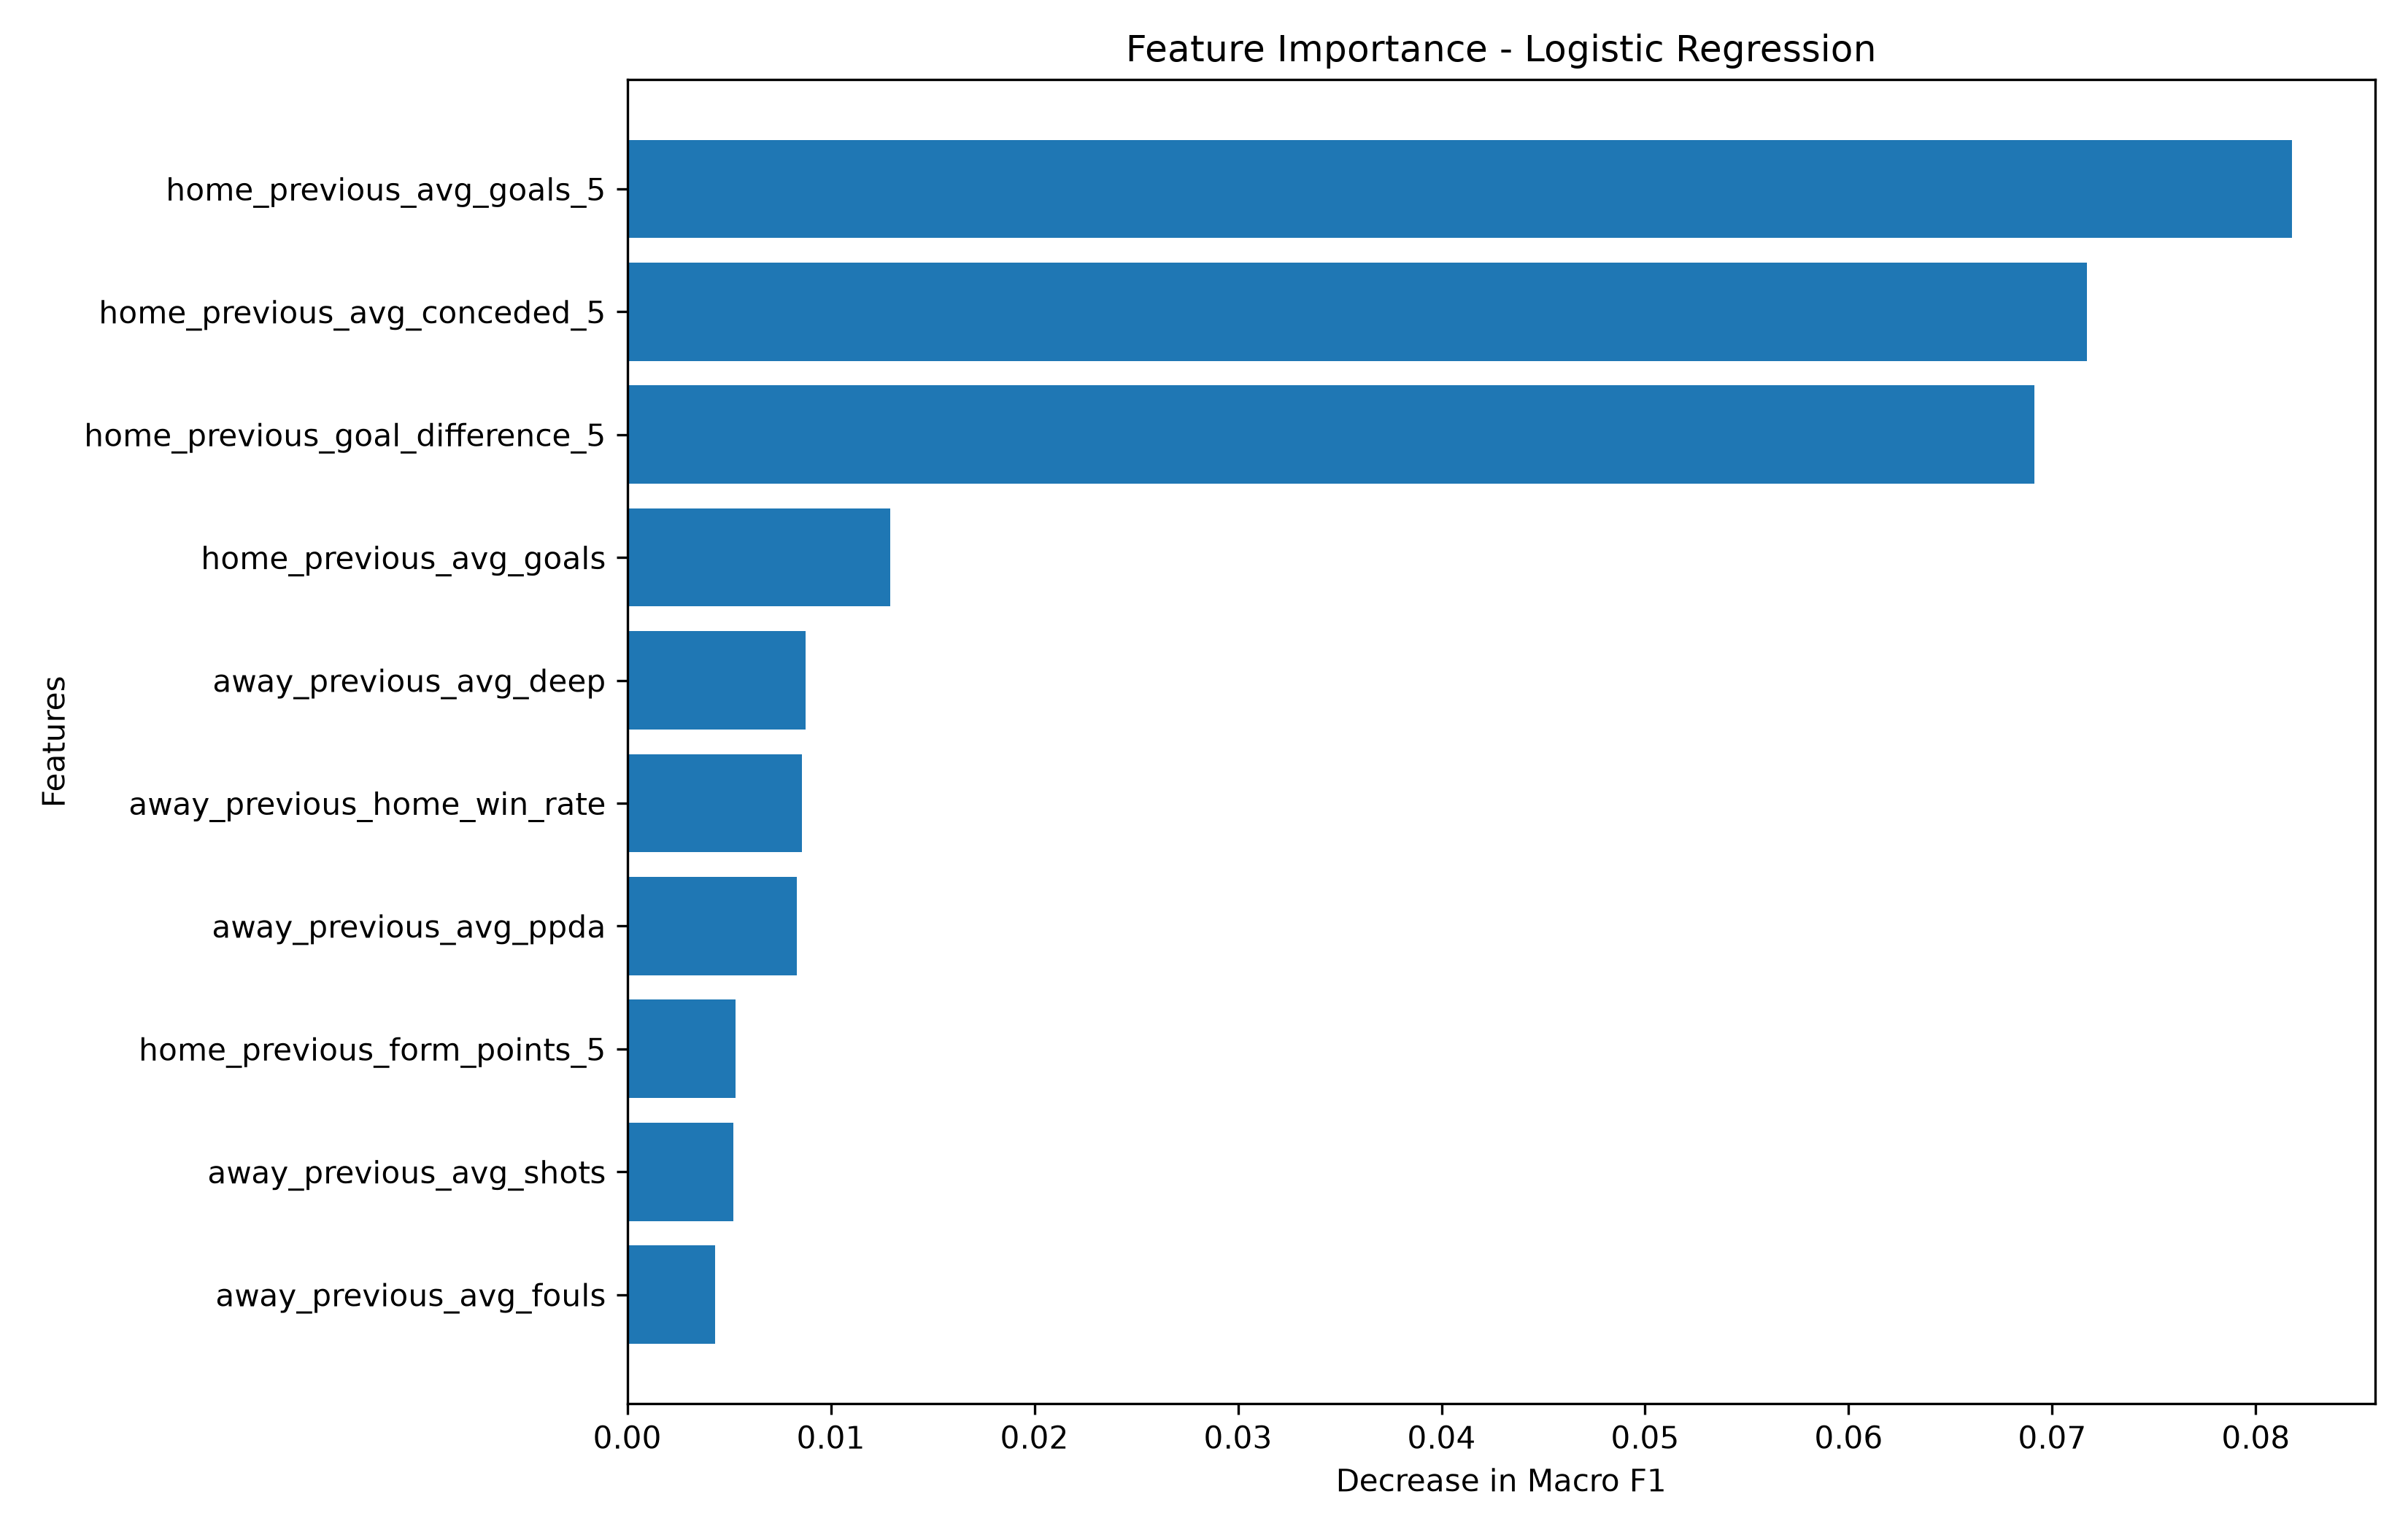 Feature Importance - Logistic Regression
Features
home_previous_avg_goals_5
home_previous_avg_conceded_5
home_previous_goal_difference_5
home_previous_avg_goals
away_previous_avg_deep
away_previous_home_win_rate
away_previous_avg_ppda
home_previous_form_points_5
away_previous_avg_shots
away_previous_avg_fouls
0.00 0.01 0.02 0.03 0.04 0.05 0.06 0.07 0.08
Decrease in Macro F1